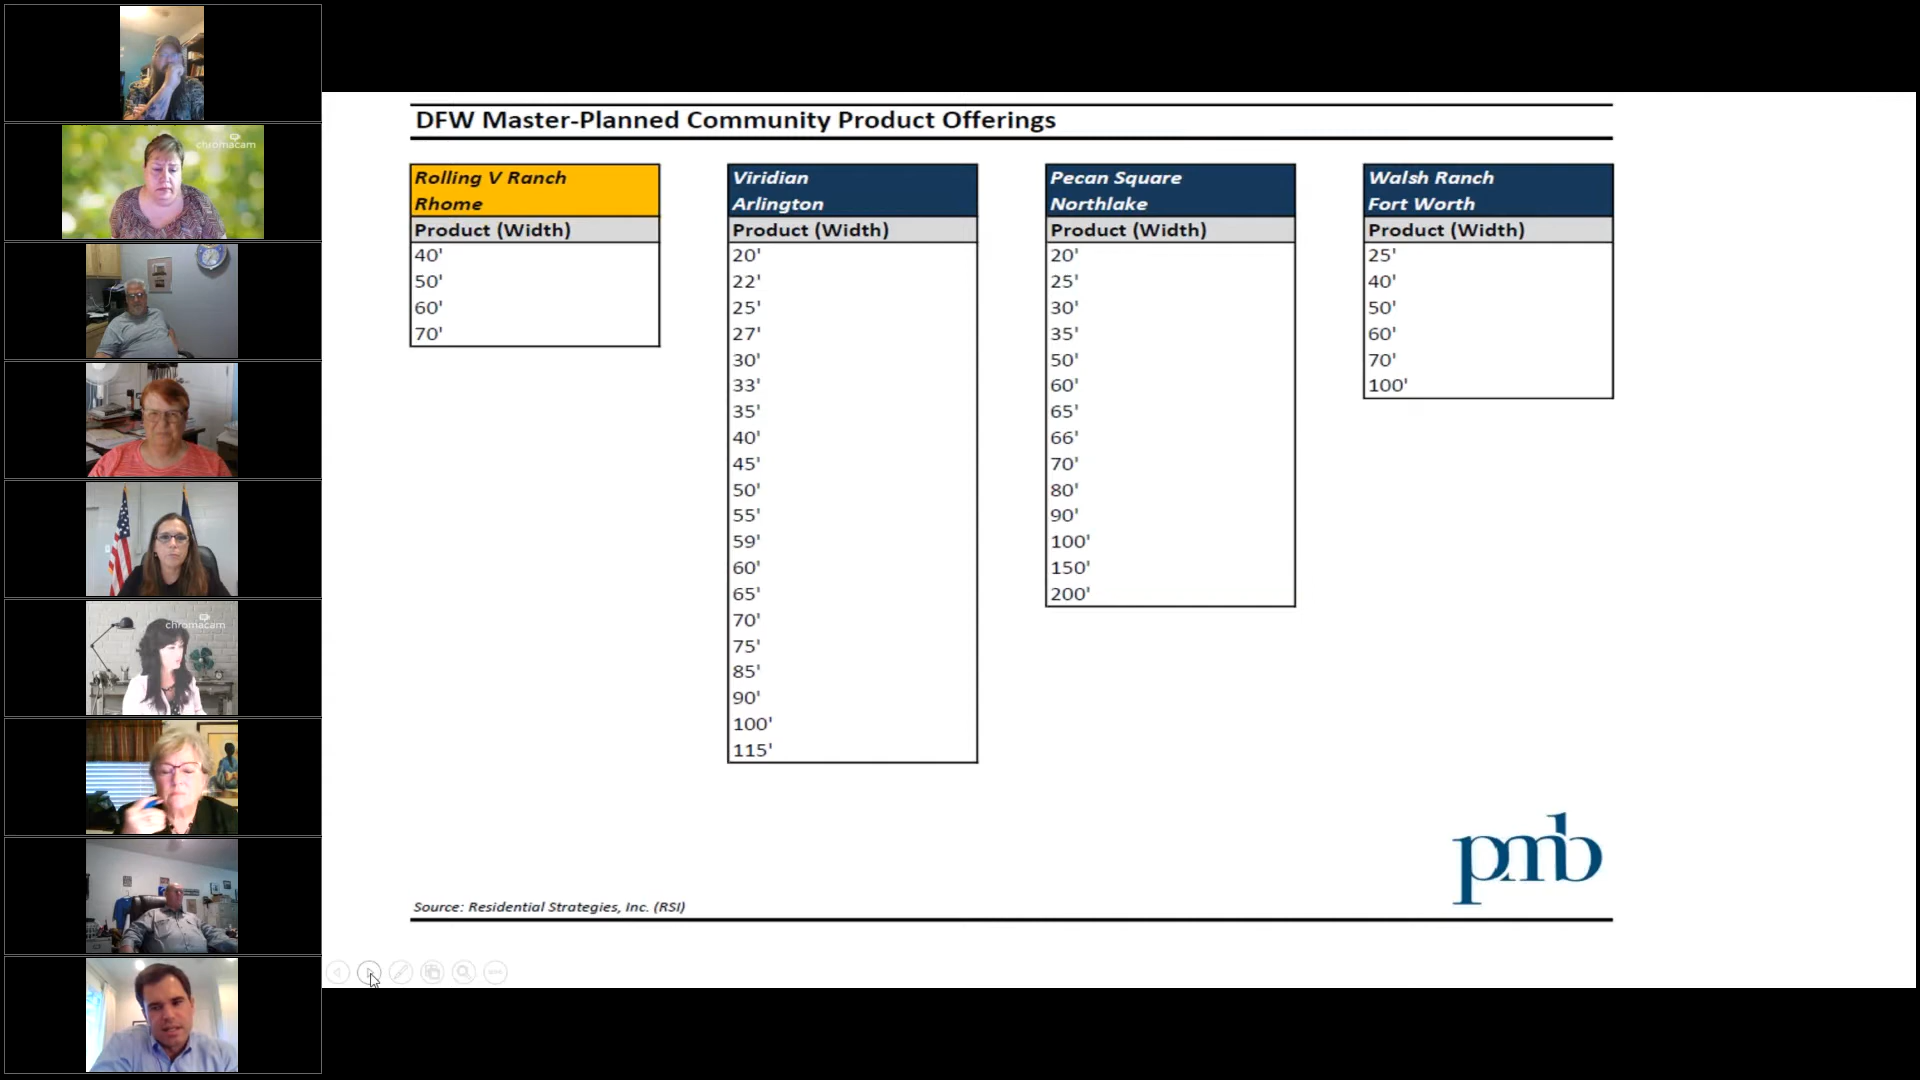 chromacam
chromacam
DFW Master-Planned Community Product Offerings
Rolling V Ranch
Rhome
Product (Width)
40'
50'
60'
70'
Viridian
Arlington
Product (Width)
20'
22'
25'
27'
30'
33'
35'
40'
45'
50'
55'
59'
60'
65'
70'
75'
85'
90'
100'
115'
Pecan Square
Northlake
Product (Width)
20'
25'
30'
35'
50'
60'
65'
66'
70'
80'
90'
100'
150'
200'
Walsh Ranch
Fort Worth
Product (Width)
25'
40'
50'
60'
70'
100'
pmb
Source: Residential Strategies, Inc. (RSI)